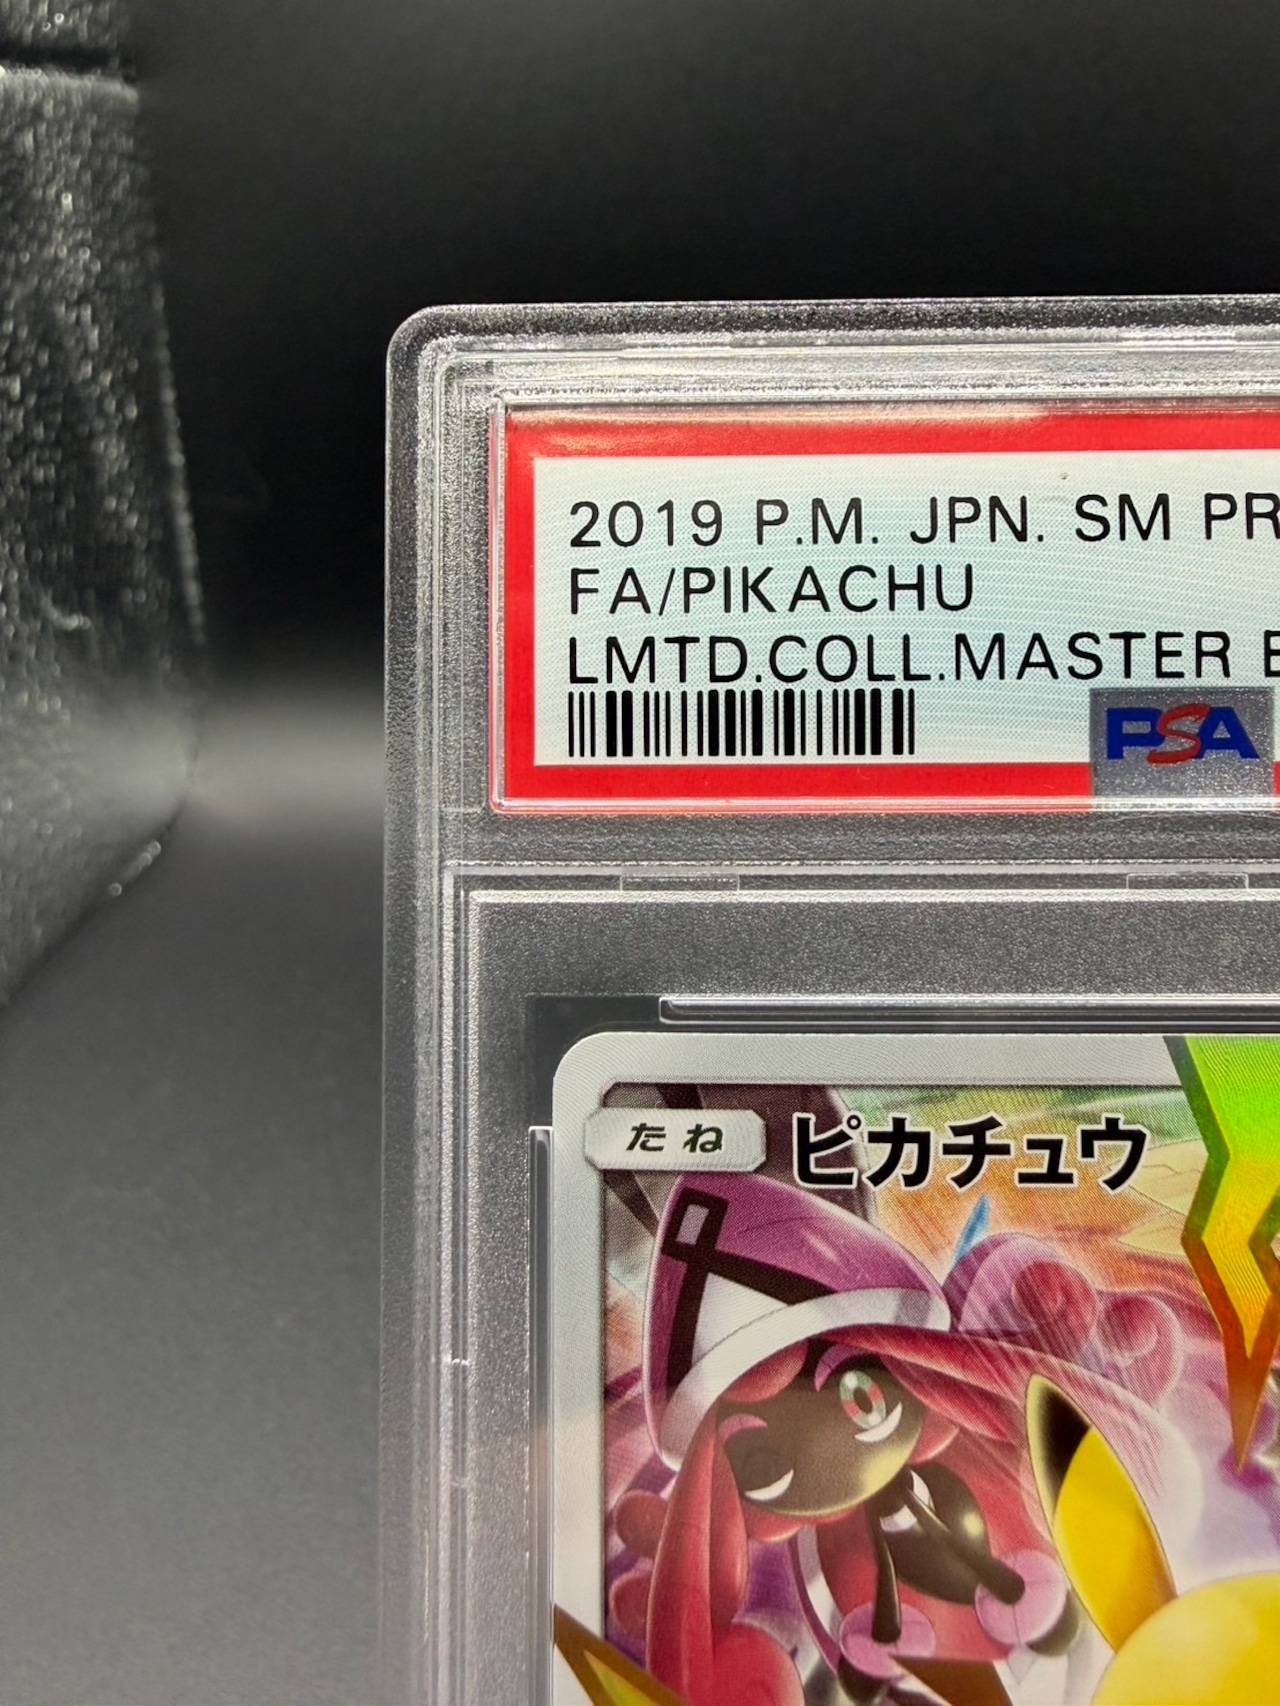 2019 P.M. JPN. SM PR
FA/PIKACHU
LMTD.COLL.MASTER
PSA
たね
ピカチュウ